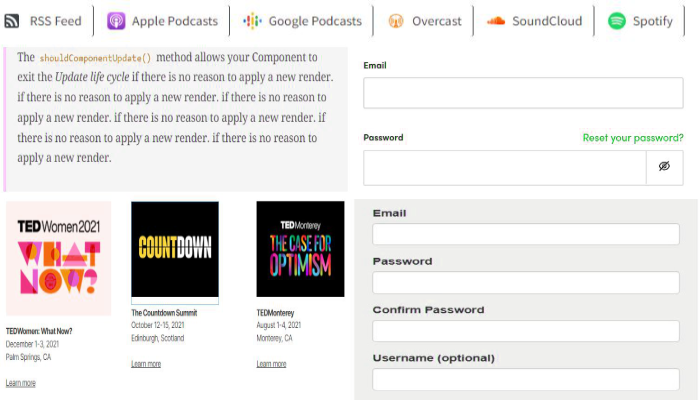 RSS Feed Apple Podcasts Google Podcasts Overcast SoundCloud Spotify
The shouldComponentUpdate() method allows your Component to
exit the Update life cycle if there is no reason to apply a new render.
if there is no reason to apply a new render. if there is no reason to
apply a new render. if there is no reason to apply a new render. if
there is no reason to apply a new render. if there is no reason to
apply a new render.
Email
Password Reset your password?
TEDWomen2021
WHAT
NOW?
TEDWomen: What Now?
December 1-3, 2021
Palm Springs, CA
Learn more
COUNTDOWN
The Countdown Summit
October 12-15, 2021
Edinburgh, Scotland
Learn more
TEDMonterey
THE CASE FOR
OPTIMISM
TEDMonterey
August 1-4, 2021
Monterey, CA
Learn more
Email
Password
Confirm Password
Username (optional)